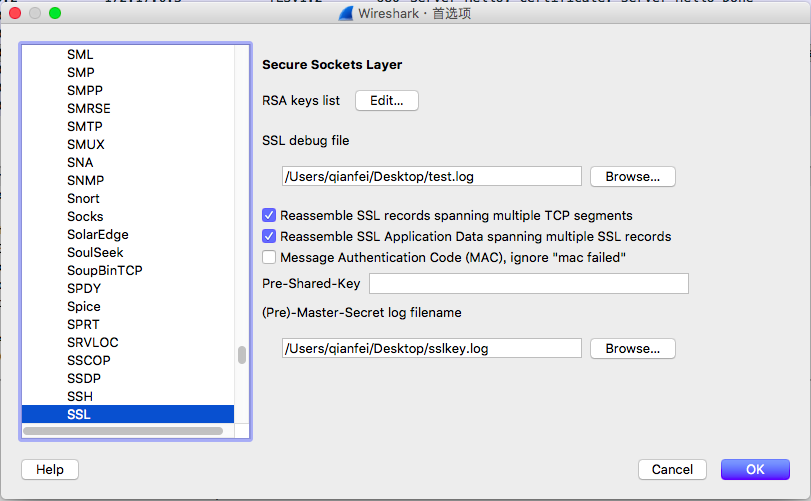 Wireshark · 首选项
SML
SMP
SMPP
SMRSE
SMTP
SMUX
SNA
SNMP
Snort
Socks
SolarEdge
SoulSeek
SoupBinTCP
SPDY
Spice
SPRT
SRVLOC
SSCOP
SSDP
SSH
SSL
Secure Sockets Layer
RSA keys list Edit...
SSL debug file
/Users/qianfei/Desktop/test.log Browse...
Reassemble SSL records spanning multiple TCP segments
Reassemble SSL Application Data spanning multiple SSL records
Message Authentication Code (MAC), ignore "mac failed"
Pre-Shared-Key
(Pre)-Master-Secret log filename
/Users/qianfei/Desktop/sslkey.log Browse...
Help Cancel OK